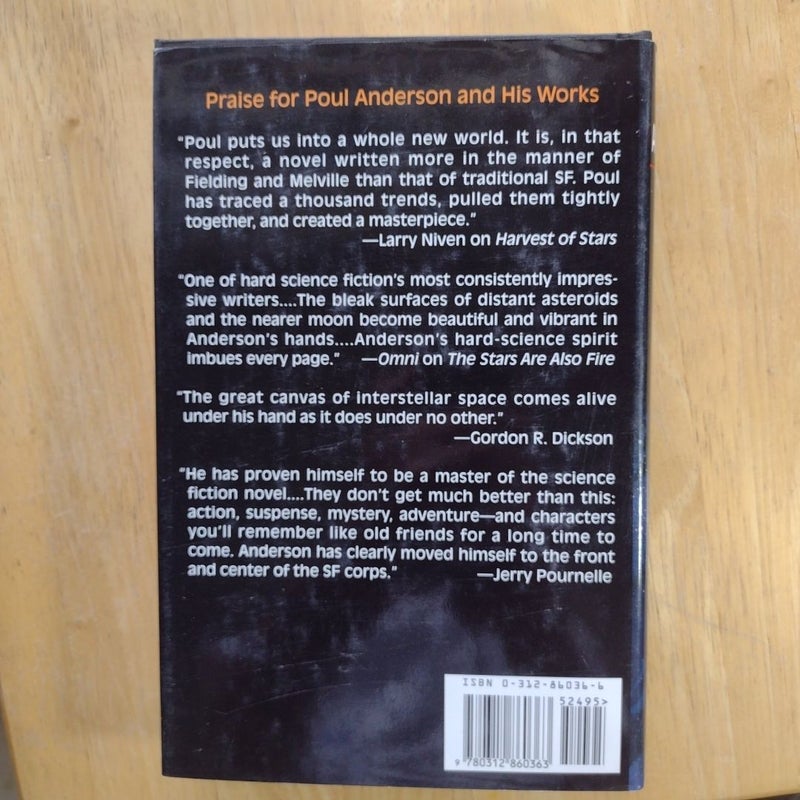 Praise for Poul Anderson and His Works
"Poul puts us into a whole new world. It is, in that
respect, a novel written more in the manner of
Fielding and Melville than that of traditional SF. Poul
has traced a thousand trends, pulled them tightly
together, and created a masterpiece."
—Larry Niven on Harvest of Stars
"One of hard science fiction's most consistently impres-
sive writers....The bleak surfaces of distant asteroids
and the nearer moon become beautiful and vibrant in
Anderson's hands....Anderson's hard-science spirit
imbues every page." —Omni on The Stars Are Also Fire
"The great canvas of interstellar space comes alive
under his hand as it does under no other."
—Gordon R. Dickson
"He has proven himself to be a master of the science
fiction novel....They don't get much better than this:
action, suspense, mystery, adventure—and characters
you'll remember like old friends for a long time to
come. Anderson has clearly moved himself to the front
and center of the SF corps." —Jerry Pournelle
ISBN 0-312-86036-6
52495>
9 780312 860363